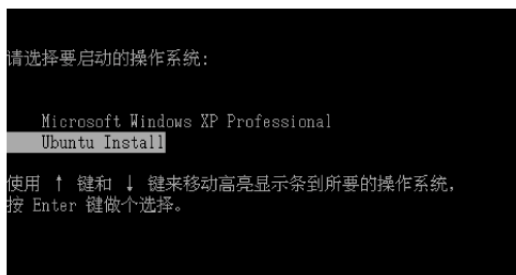 请选择要启动的操作系统:
Microsoft Windows XP Professional
Ubuntu Install
使用 ↑ 键和 ↓ 键来移动高亮显示条到所要的操作系统,
按 Enter 键做个选择。